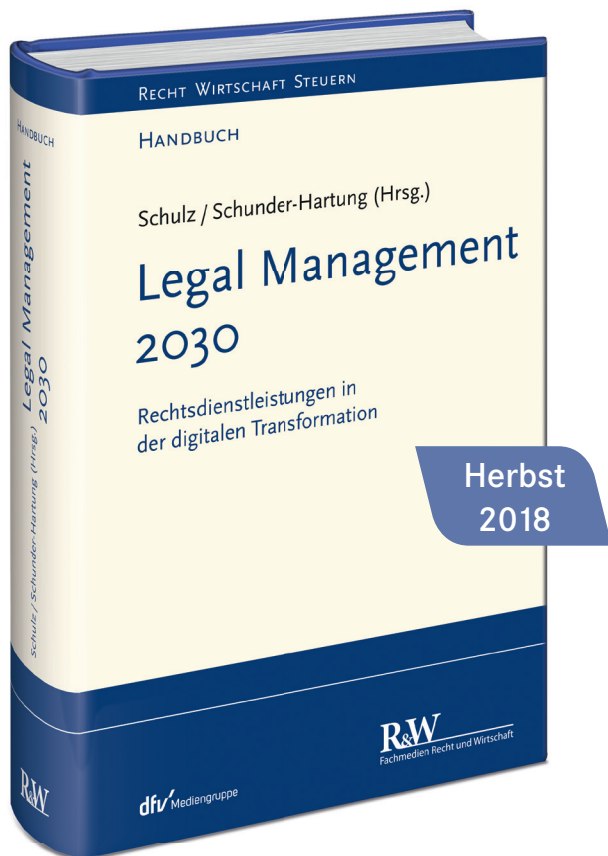 RECHT WIRTSCHAFT STEUERN
HANDBUCH
Schulz / Schunder-Hartung (Hrsg.)
Legal Management
2030
Rechtsdienstleistungen in
der digitalen Transformation
Herbst
2018
R&W
Fachmedien Recht und Wirtschaft
dfv Mediengruppe
HANDBUCH
Schulz / Schunder-Hartung (Hrsg.)
Legal Management
2030
R&W